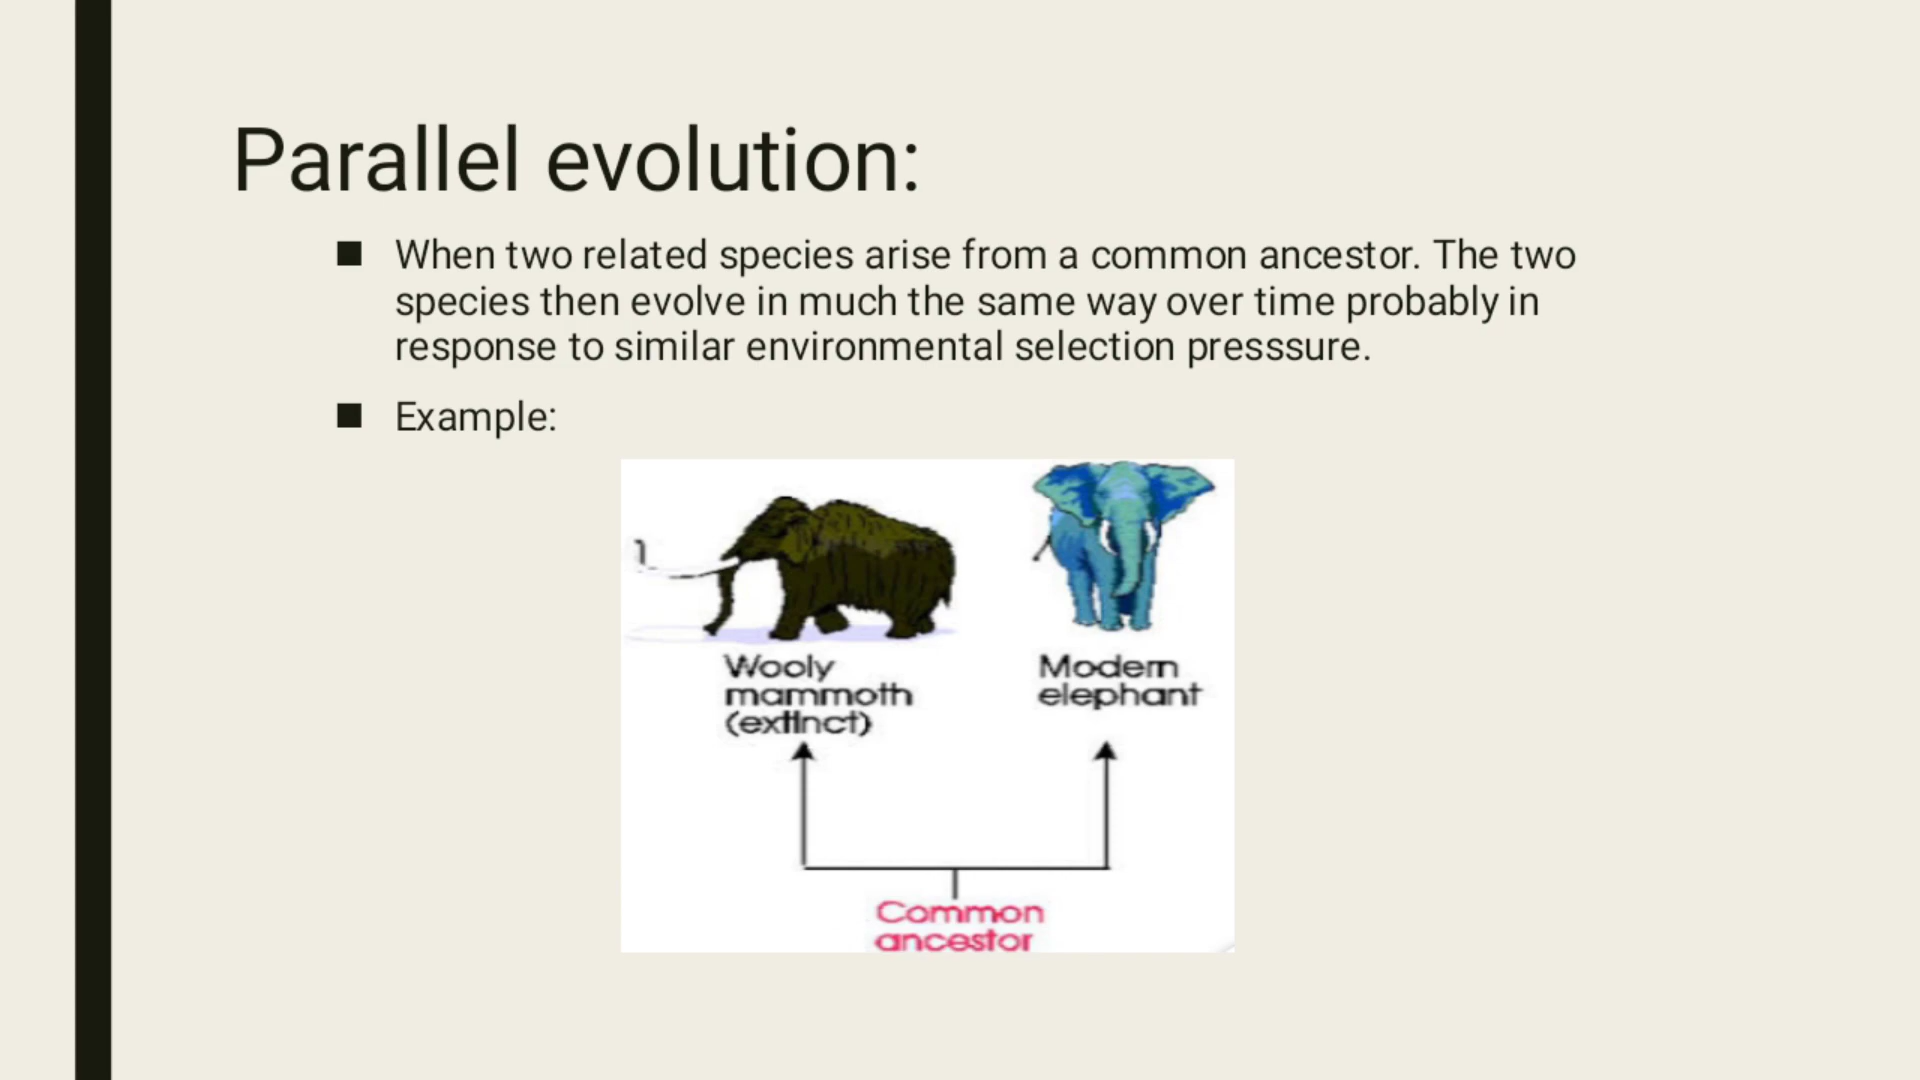 Parallel evolution:
When two related species arise from a common ancestor. The two
species then evolve in much the same way over time probably in
response to similar environmental selection presssure.
Example:
Wooly
mammoth
(extinct)
Modern
elephant
Common
ancestor